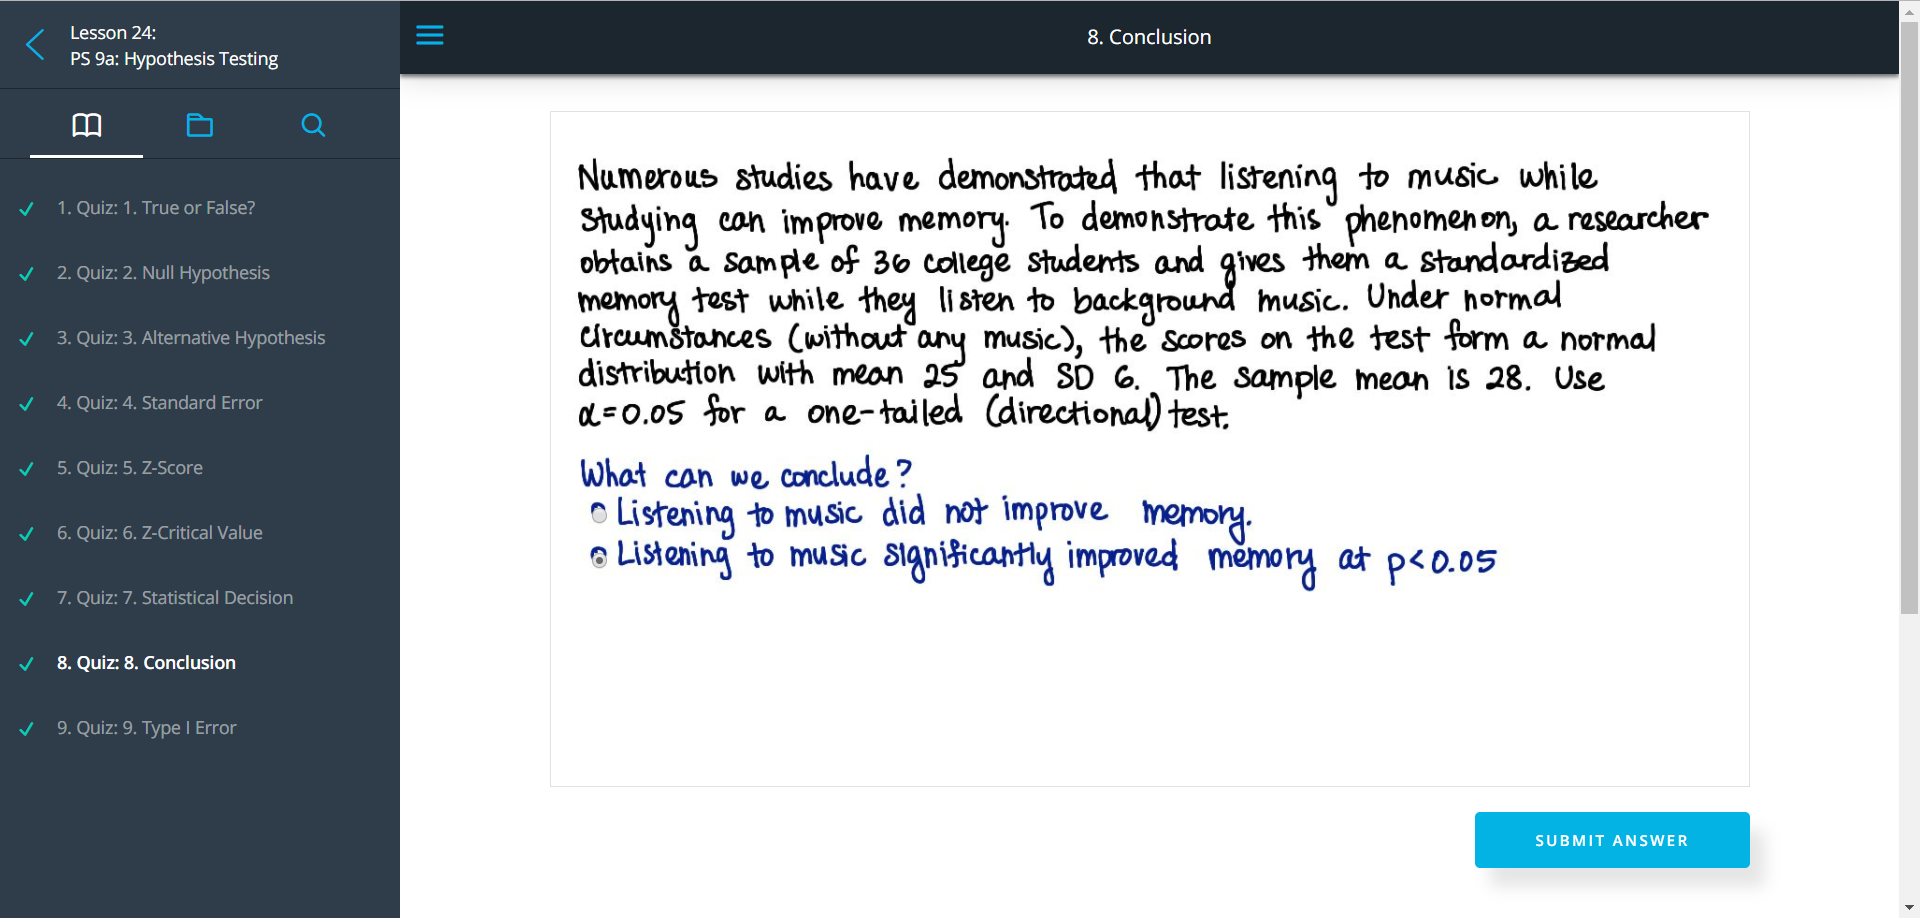 Lesson 24:
PS 9a: Hypothesis Testing
1. Quiz: 1. True or False?
2. Quiz: 2. Null Hypothesis
3. Quiz: 3. Alternative Hypothesis
4. Quiz: 4. Standard Error
5. Quiz: 5. Z-Score
6. Quiz: 6. Z-Critical Value
7. Quiz: 7. Statistical Decision
8. Quiz: 8. Conclusion
9. Quiz: 9. Type I Error
8. Conclusion
Numerous studies have demonstrated that listening to music while
studying can improve memory. To demonstrate this phenomenon, a researcher
obtains a sample of 36 college students and gives them a standardized
memory test while they listen to background music. Under normal
circumstances (without any music), the scores on the test form a normal
distribution with mean 25 and SD 6. The sample mean is 28. Use
α=0.05 for a one-tailed (directional) test.
What can we conclude?
Listening to music did not improve memory.
Listening to music significantly improved memory at p<0.05
SUBMIT ANSWER